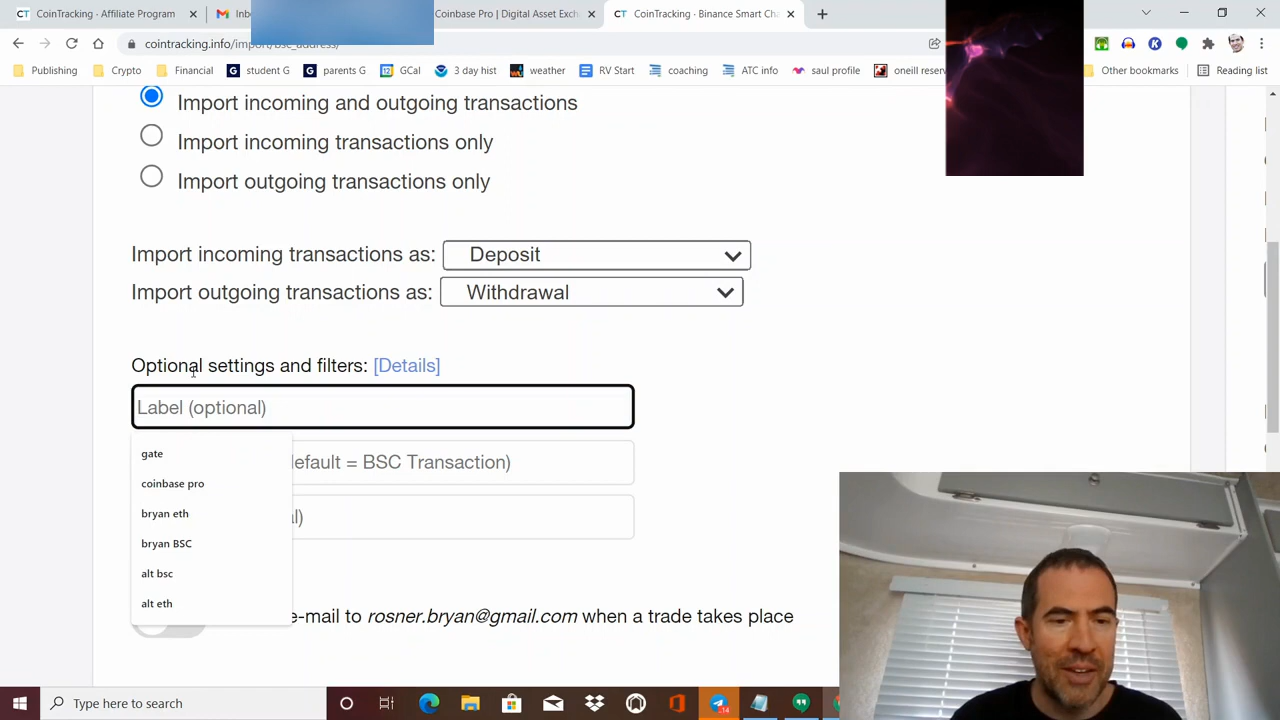 CoinTracking - Affiliate Program
Coinbase Pro | Digital Asset Exch
CoinTracking - Binance Smart Cha
cointracking.info/import/bsc_address/
Publishing
Crypto
Financial
student G
parents G
GCal
3 day hist
weather
RV Start
coaching
ATC info
saul profile
oneill reserv
Other bookmarks
Reading list
Import incoming and outgoing transactions
Import incoming transactions only
Import outgoing transactions only
Import incoming transactions as: Deposit
Import outgoing transactions as: Withdrawal
Optional settings and filters: [Details]
Label (optional)
gate
efault = BSC Transaction)
coinbase pro
bryan eth
al)
bryan BSC
alt bsc
alt eth
e-mail to rosner.bryan@gmail.com when a trade takes place
Type here to search
14